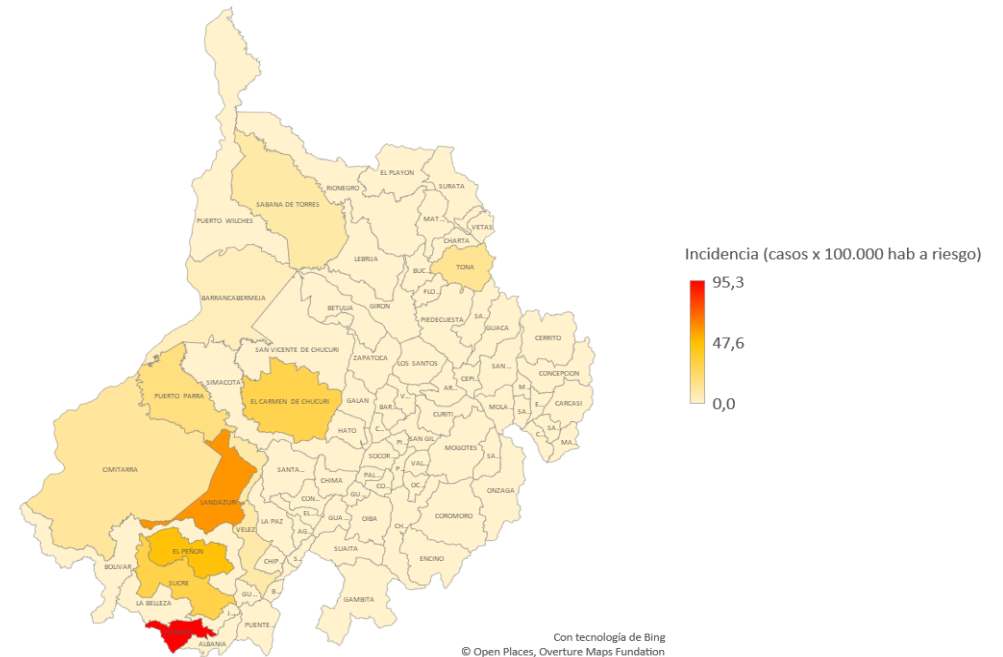 EL PLAYON
RIONEGRO
SURATA
SABANA DE TORRES
PUERTO WILCHES
MAT...
VETAS
CHARTA
LEBRIJA
BUC...
TONA
Incidencia (casos x 100.000 hab a riesgo)
95,3
47,6
0,0
FLO...
BARRANCABERMEJA
BETULIA
GIRON
PIEDECUESTA
SA...
GUACA
CERRITO
SAN VICENTE DE CHUCURI
ZAPATOCA
LOS SANTOS
SAN ...
CONCEPCION
SIMACOTA
CEPI...
PUERTO PARRA
AR...
M...
EL CARMEN DE CHUCURI
GALAN
V...
BAR...
MOLA...
E...
CARCASI
SA...
CURITI
HATO
C...
SA...
C...
MA...
PI...
SAN GIL
MOGOTES
SOCOR...
SA...
CIMITARRA
SANTA...
P...
VAL...
CHIMA
PAL...
CO...
OC...
ONZAGA
GU...
CON...
LANDAZURI
EL...
GUA...
OIBA
COROMORO
LA PAZ
CH...
VELEZ
AG...
EL PEÑON
SUAITA
CHIP...
S...
ENCINO
BOLIVAR
SUCRE
GU...
B...
LA BELLEZA
GAMBITA
J...
PUENTE ...
ALBANIA
Con tecnología de Bing
© Open Places, Overture Maps Fundation